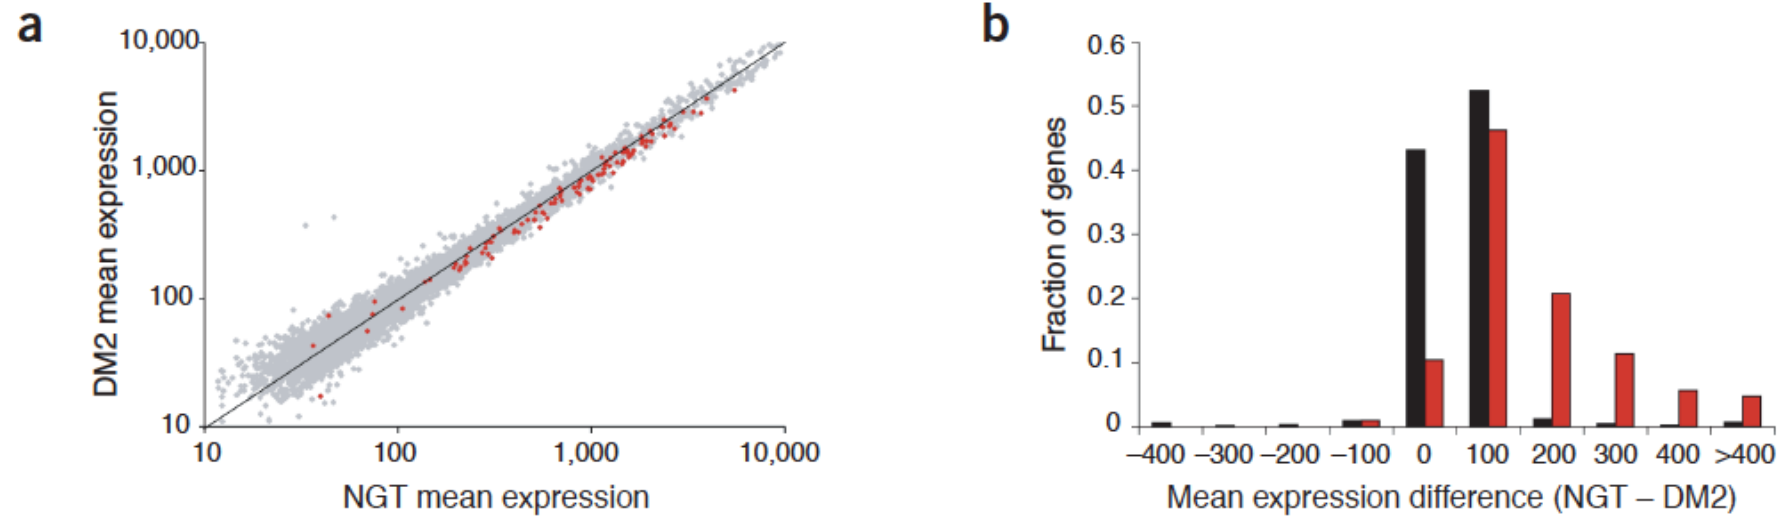 a
10,000
1,000
100
10
DM2 mean expression
10 100 1,000 10,000
NGT mean expression
b
0.6
0.5
0.4
0.3
0.2
0.1
0
Fraction of genes
–400 –300 –200 –100 0 100 200 300 400 >400
Mean expression difference (NGT – DM2)